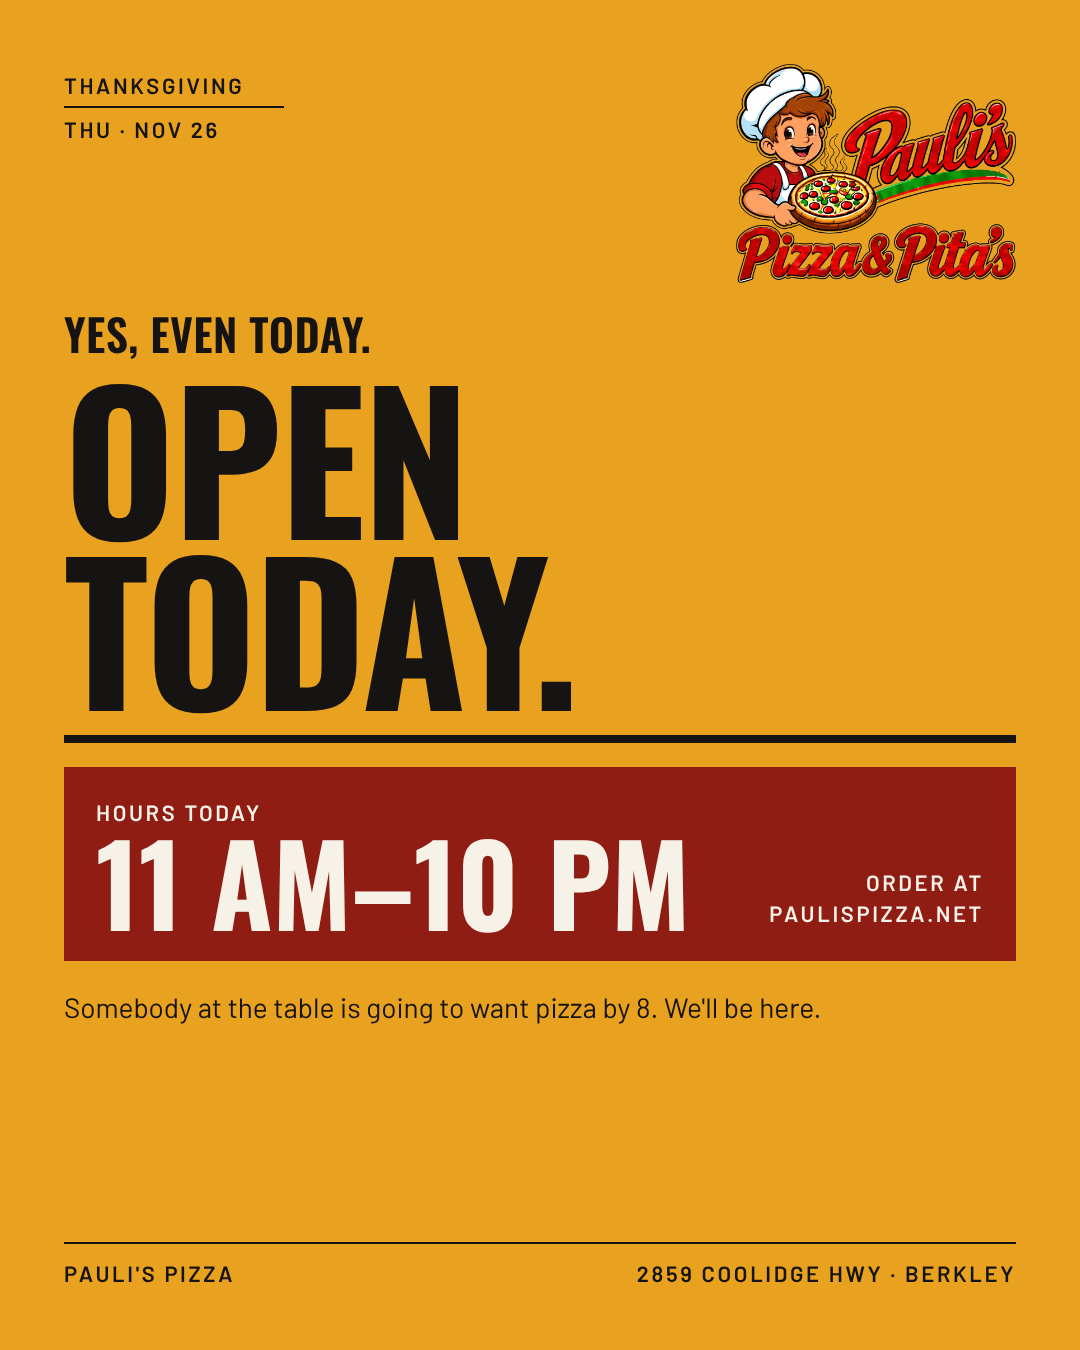 THANKSGIVING
THU · NOV 26
Pauli's
Pizza & Pita's
YES, EVEN TODAY.
OPEN
TODAY.
HOURS TODAY
11 AM–10 PM
ORDER AT
PAULISPIZZA.NET
Somebody at the table is going to want pizza by 8. We'll be here.
PAULI'S PIZZA
2859 COOLIDGE HWY · BERKLEY